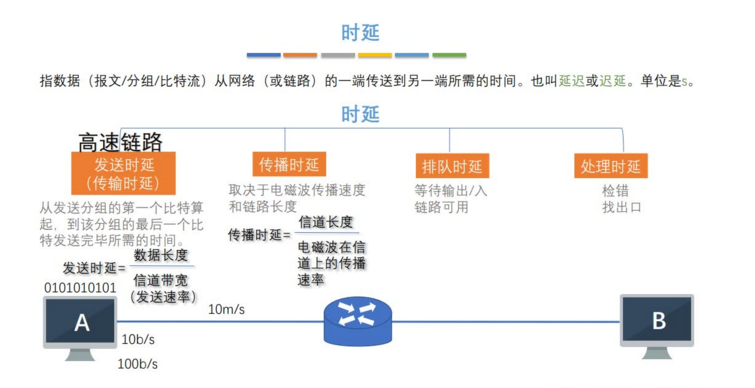 时延
指数据（报文/分组/比特流）从网络（或链路）的一端传送到另一端所需的时间。也叫延迟或迟延。单位是s。
时延
高速链路
发送时延
（传输时延）
从发送分组的第一个比特算
起，到该分组的最后一个比
特发送完毕所需的时间。
发送时延=
数据长度
信道带宽
（发送速率）
传播时延
取决于电磁波传播速度
和链路长度
传播时延=
信道长度
电磁波在信
道上的传播
速率
排队时延
等待输出/入
链路可用
处理时延
检错
找出口
0101010101
A
10m/s
B
10b/s
100b/s